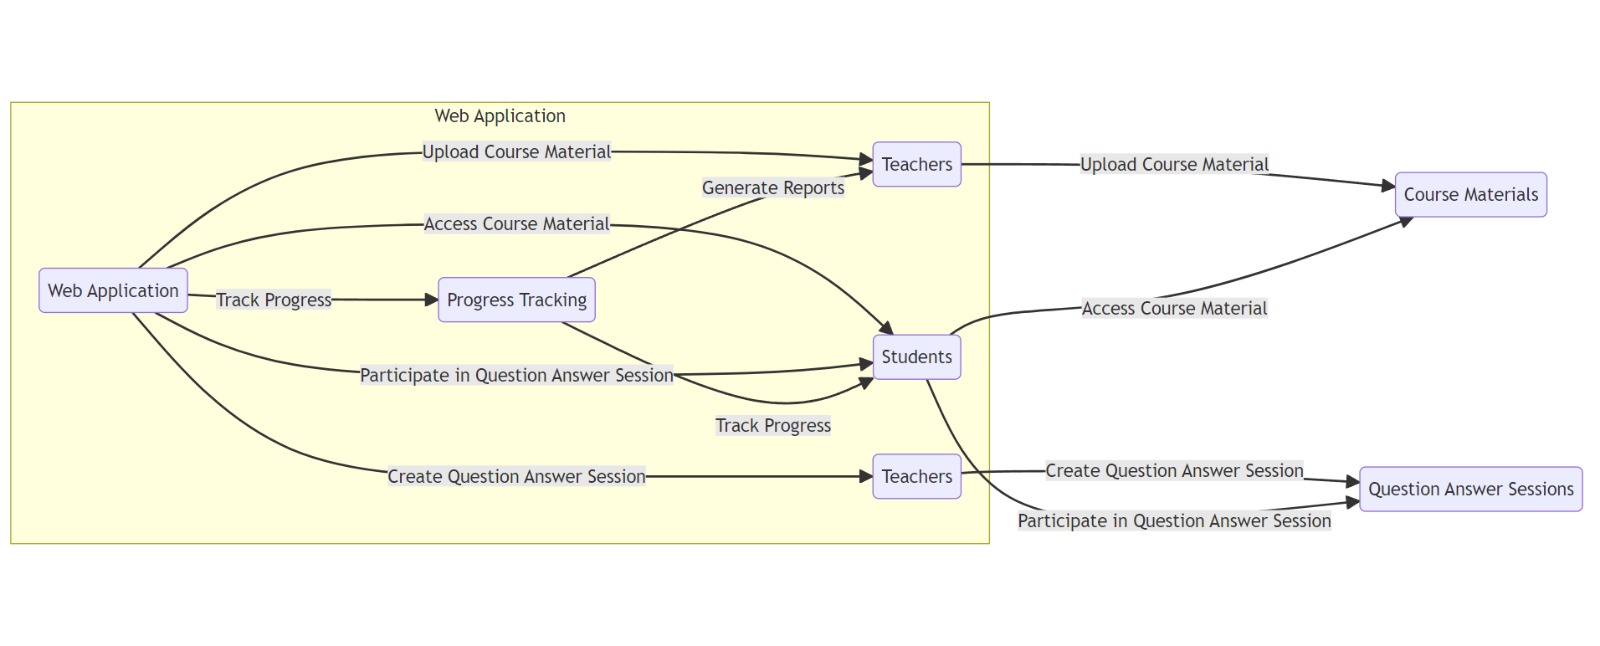 Web Application
Upload Course Material
Teachers
Upload Course Material
Generate Reports
Course Materials
Access Course Material
Web Application
Track Progress
Progress Tracking
Access Course Material
Students
Participate in Question Answer Session
Track Progress
Create Question Answer Session
Teachers
Create Question Answer Session
Question Answer Sessions
Participate in Question Answer Session